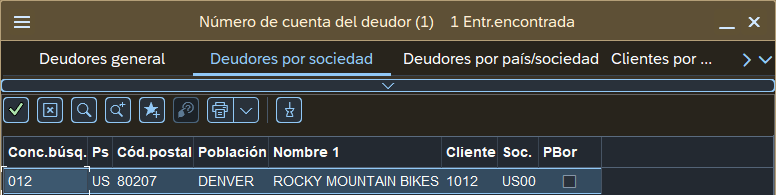 Número de cuenta del deudor (1) 1 Entr.encontrada
Deudores general Deudores por sociedad Deudores por país/sociedad Clientes por ...
Conc.búsq. Ps Cód.postal Población Nombre 1 Cliente Soc. PBor
012 US 80207 DENVER ROCKY MOUNTAIN BIKES 1012 US00